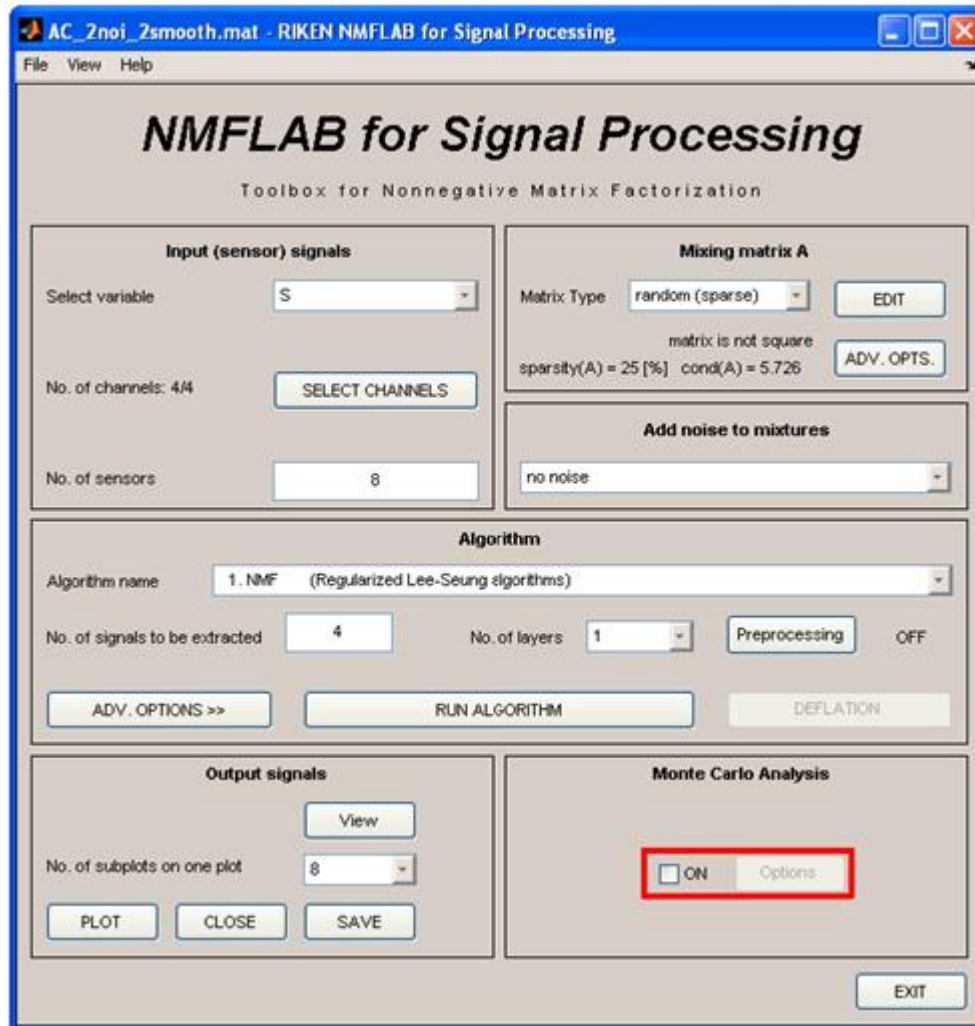 AC_2noi_2smooth.mat - RIKEN NMFLAB for Signal Processing
File View Help
NMFLAB for Signal Processing
Toolbox for Nonnegative Matrix Factorization
Input (sensor) signals
Select variable S
No. of channels: 4/4 SELECT CHANNELS
No. of sensors 8
Mixing matrix A
Matrix Type random (sparse) EDIT
matrix is not square
sparsity(A) = 25 [%] cond(A) = 5.726 ADV. OPTS.
Add noise to mixtures
no noise
Algorithm
Algorithm name 1. NMF (Regularized Lee-Seung algorithms)
No. of signals to be extracted 4 No. of layers 1 Preprocessing OFF
ADV. OPTIONS >> RUN ALGORITHM DEFLATION
Output signals
View
No. of subplots on one plot 8
PLOT CLOSE SAVE
Monte Carlo Analysis
ON Options
EXIT